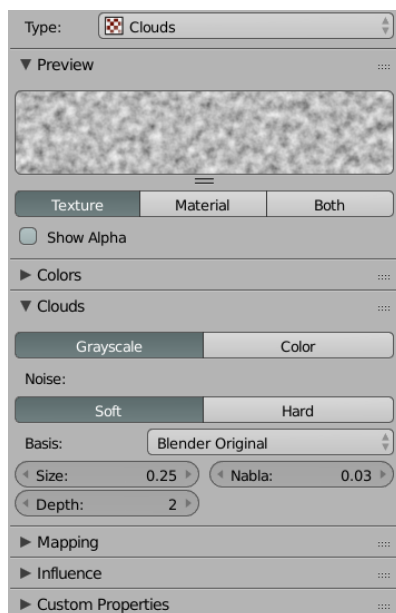 Type: Clouds
Preview
Texture Material Both
Show Alpha
Colors
Clouds
Grayscale Color
Noise:
Soft Hard
Basis: Blender Original
Size: 0.25 Nabla: 0.03
Depth: 2
Mapping
Influence
Custom Properties